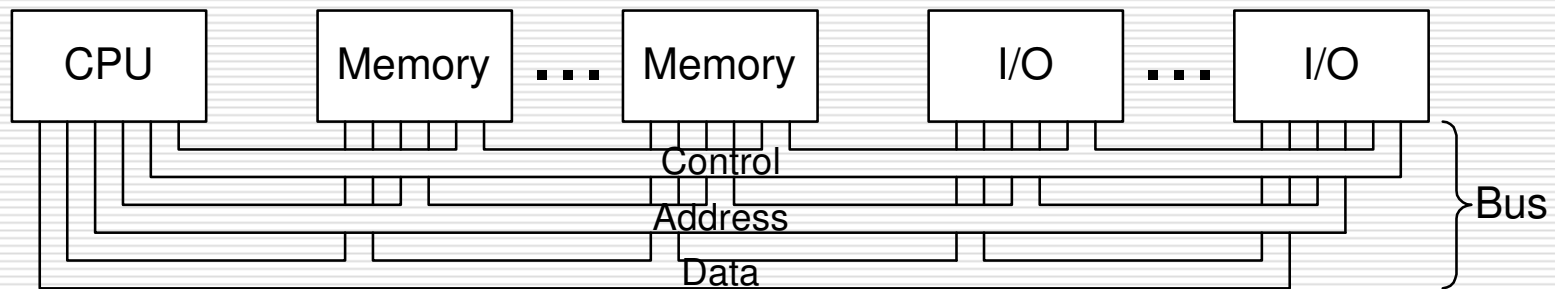 CPU
Memory
...
Memory
I/O
...
I/O
Control
Address
Data
Bus